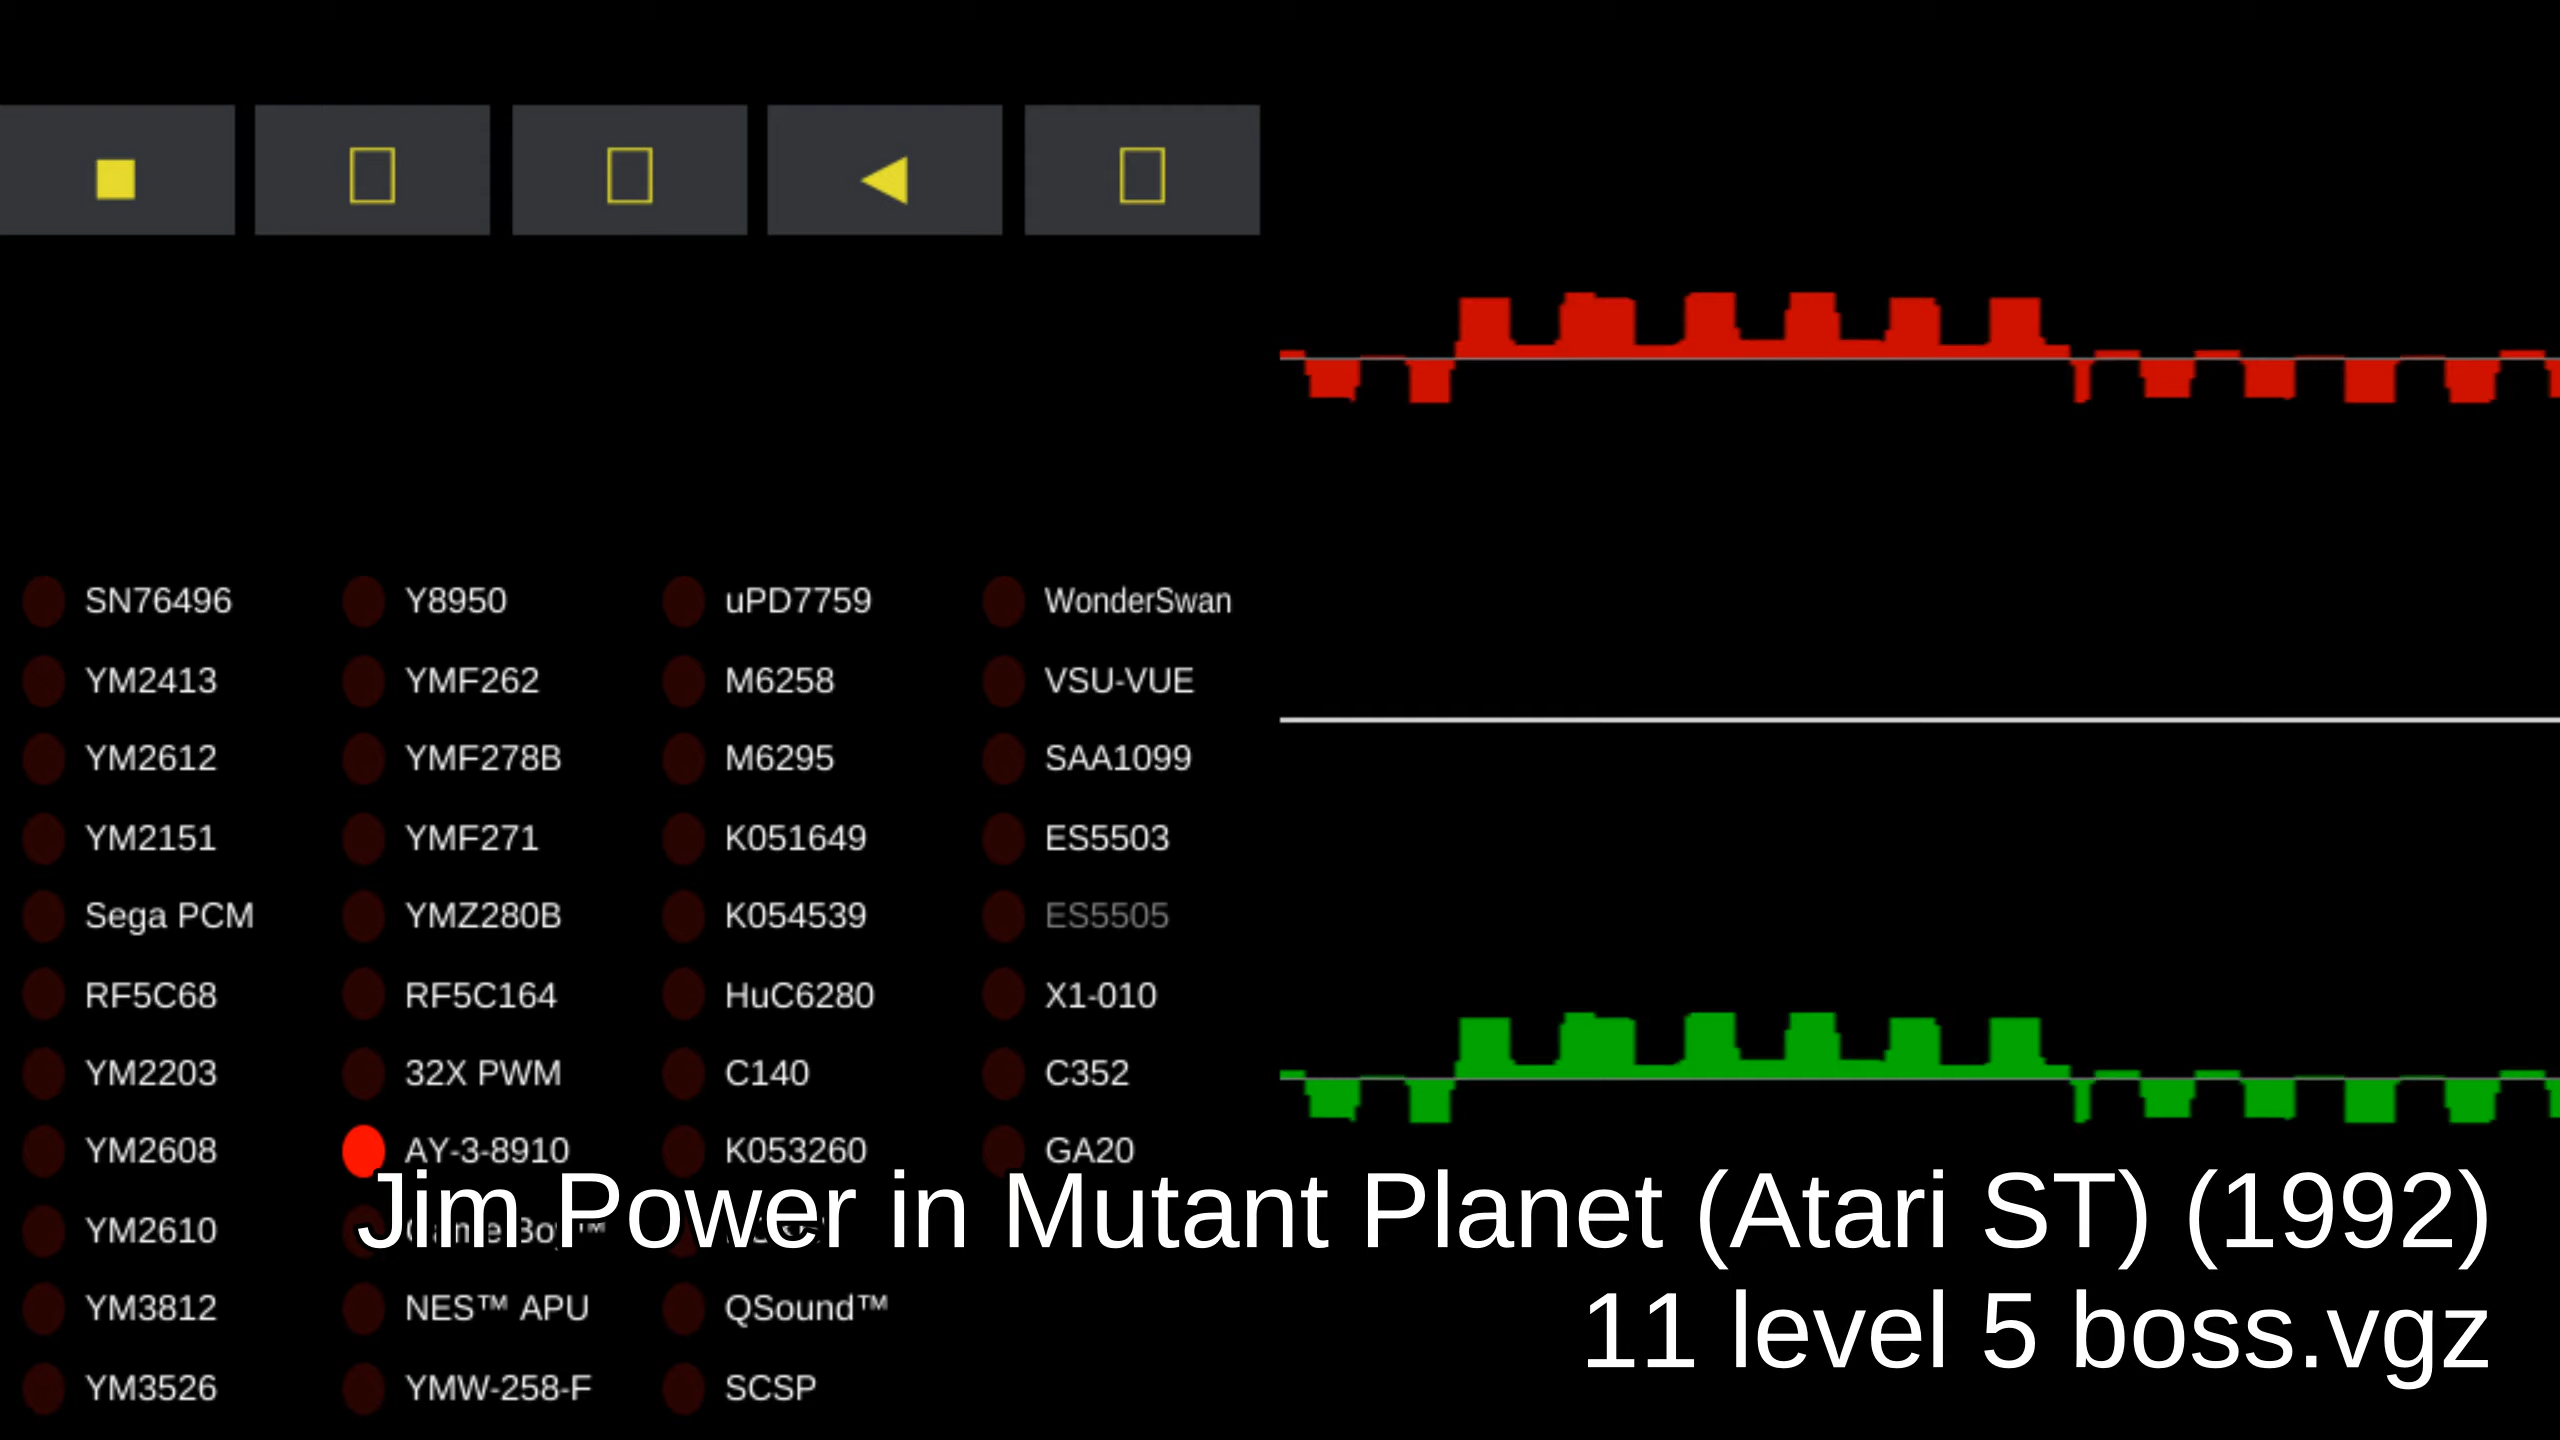 SN76496 Y8950 uPD7759 WonderSwan
YM2413 YMF262 M6258 VSU-VUE
YM2612 YMF278B M6295 SAA1099
YM2151 YMF271 K051649 ES5503
Sega PCM YMZ280B K054539 ES5505
RF5C68 RF5C164 HuC6280 X1-010
YM2203 32X PWM C140 C352
YM2608 AY-3-8910 K053260 GA20
Jim Power in Mutant Planet (Atari ST) (1992)
YM2610 Game Boy™
YM3812 NES™ APU QSound™
11 level 5 boss.vgz
YM3526 YMW-258-F SCSP